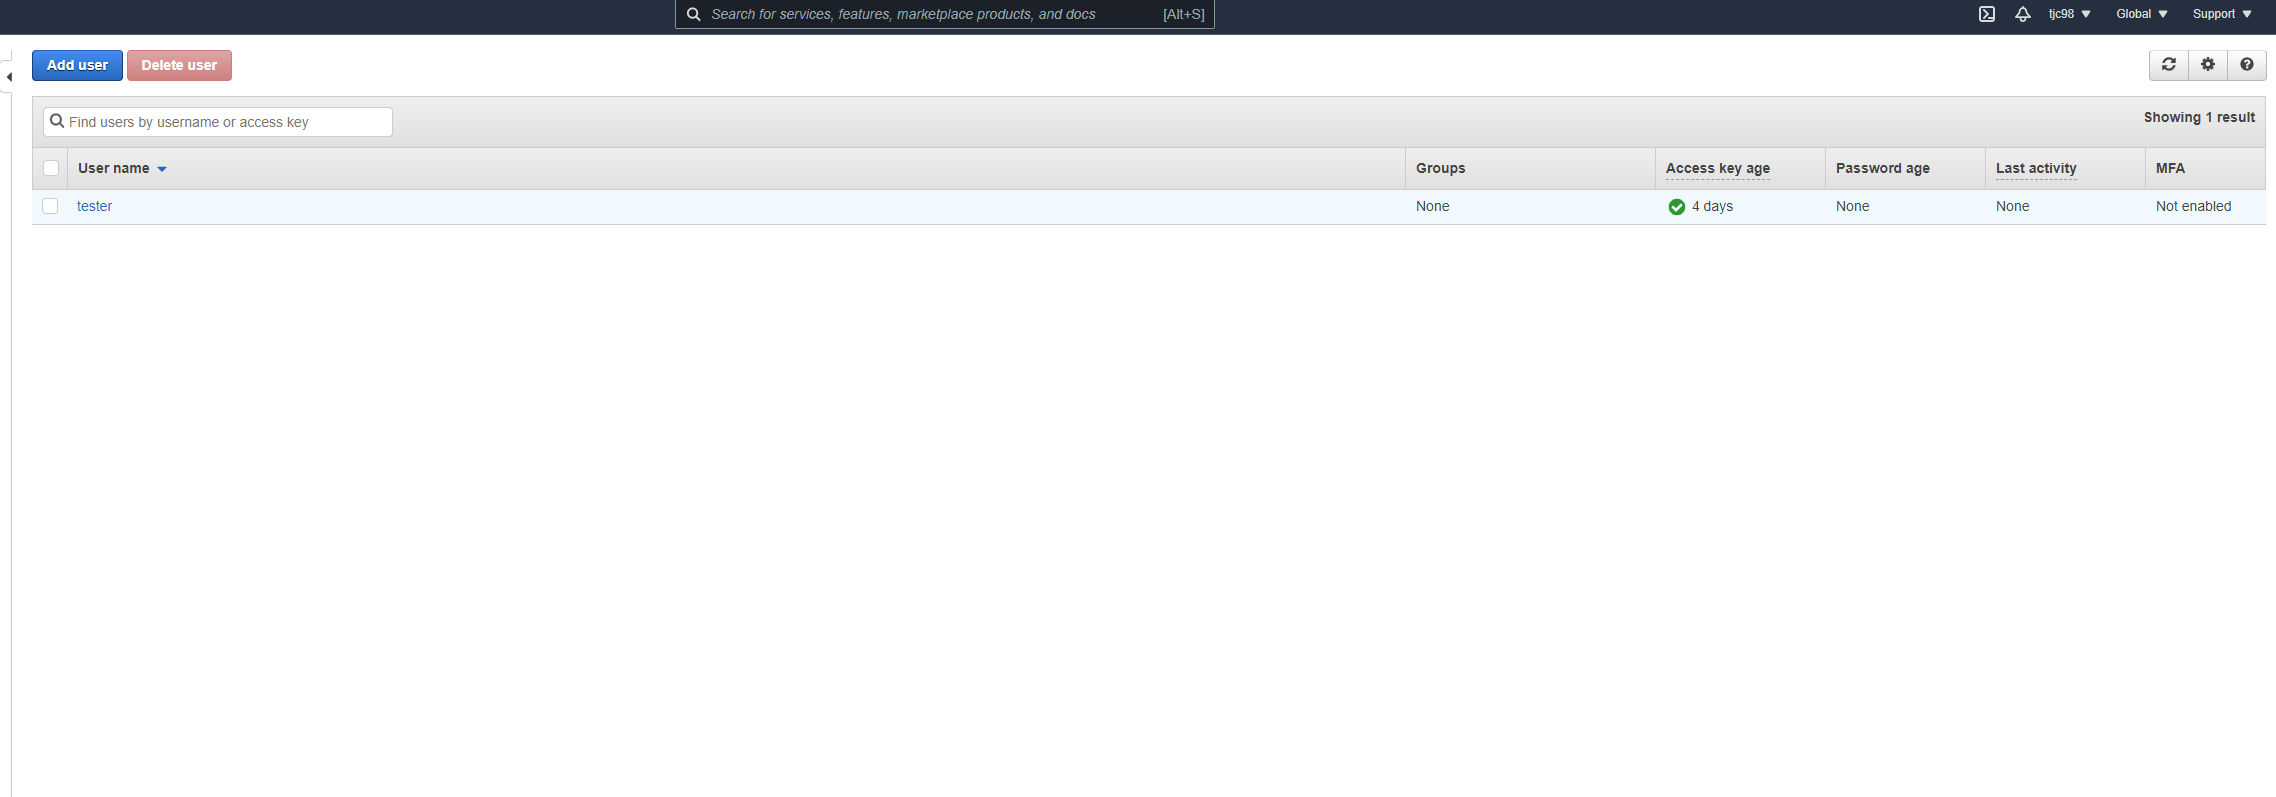 Search for services, features, marketplace products, and docs [Alt+S] tjc98 Global Support
Add user Delete user
Find users by username or access key Showing 1 result
User name Groups Access key age Password age Last activity MFA
tester None 4 days None None Not enabled